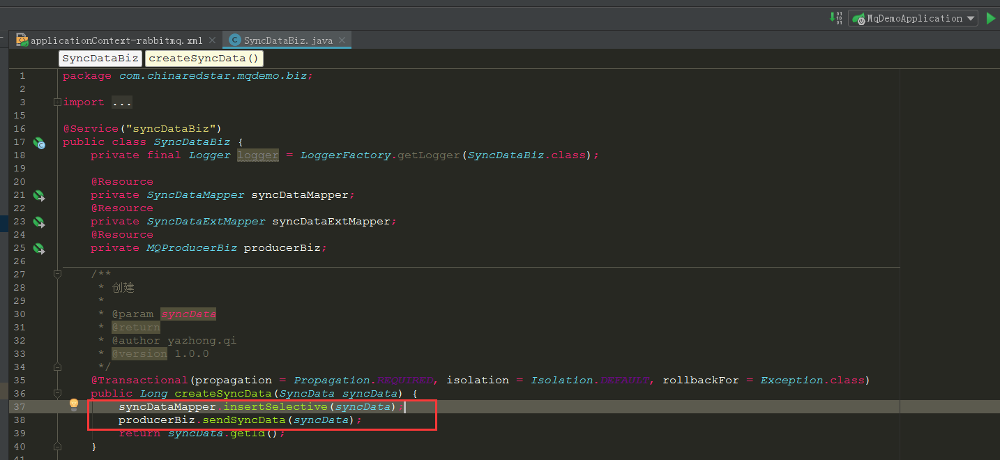 MqDemoApplication
applicationContext-rabbitmq.xml SyncDataBiz.java
SyncDataBiz createSyncData()
1 package com.chinaredstar.mqdemo.biz;
2
3 import ...
15
16 @Service("syncDataBiz")
17 public class SyncDataBiz {
18 private final Logger logger = LoggerFactory.getLogger(SyncDataBiz.class);
19
20 @Resource
21 private SyncDataMapper syncDataMapper;
22 @Resource
23 private SyncDataExtMapper syncDataExtMapper;
24 @Resource
25 private MQProducerBiz producerBiz;
26
27 /**
28 * 创建
29 *
30 * @param syncData
31 * @return
32 * @author yazhong.qi
33 * @version 1.0.0
34 */
35 @Transactional(propagation = Propagation.REQUIRED, isolation = Isolation.DEFAULT, rollbackFor = Exception.class)
36 public Long createSyncData(SyncData syncData) {
37 syncDataMapper.insertSelective(syncData);
38 producerBiz.sendSyncData(syncData);
39 return syncData.getId();
40 }
41